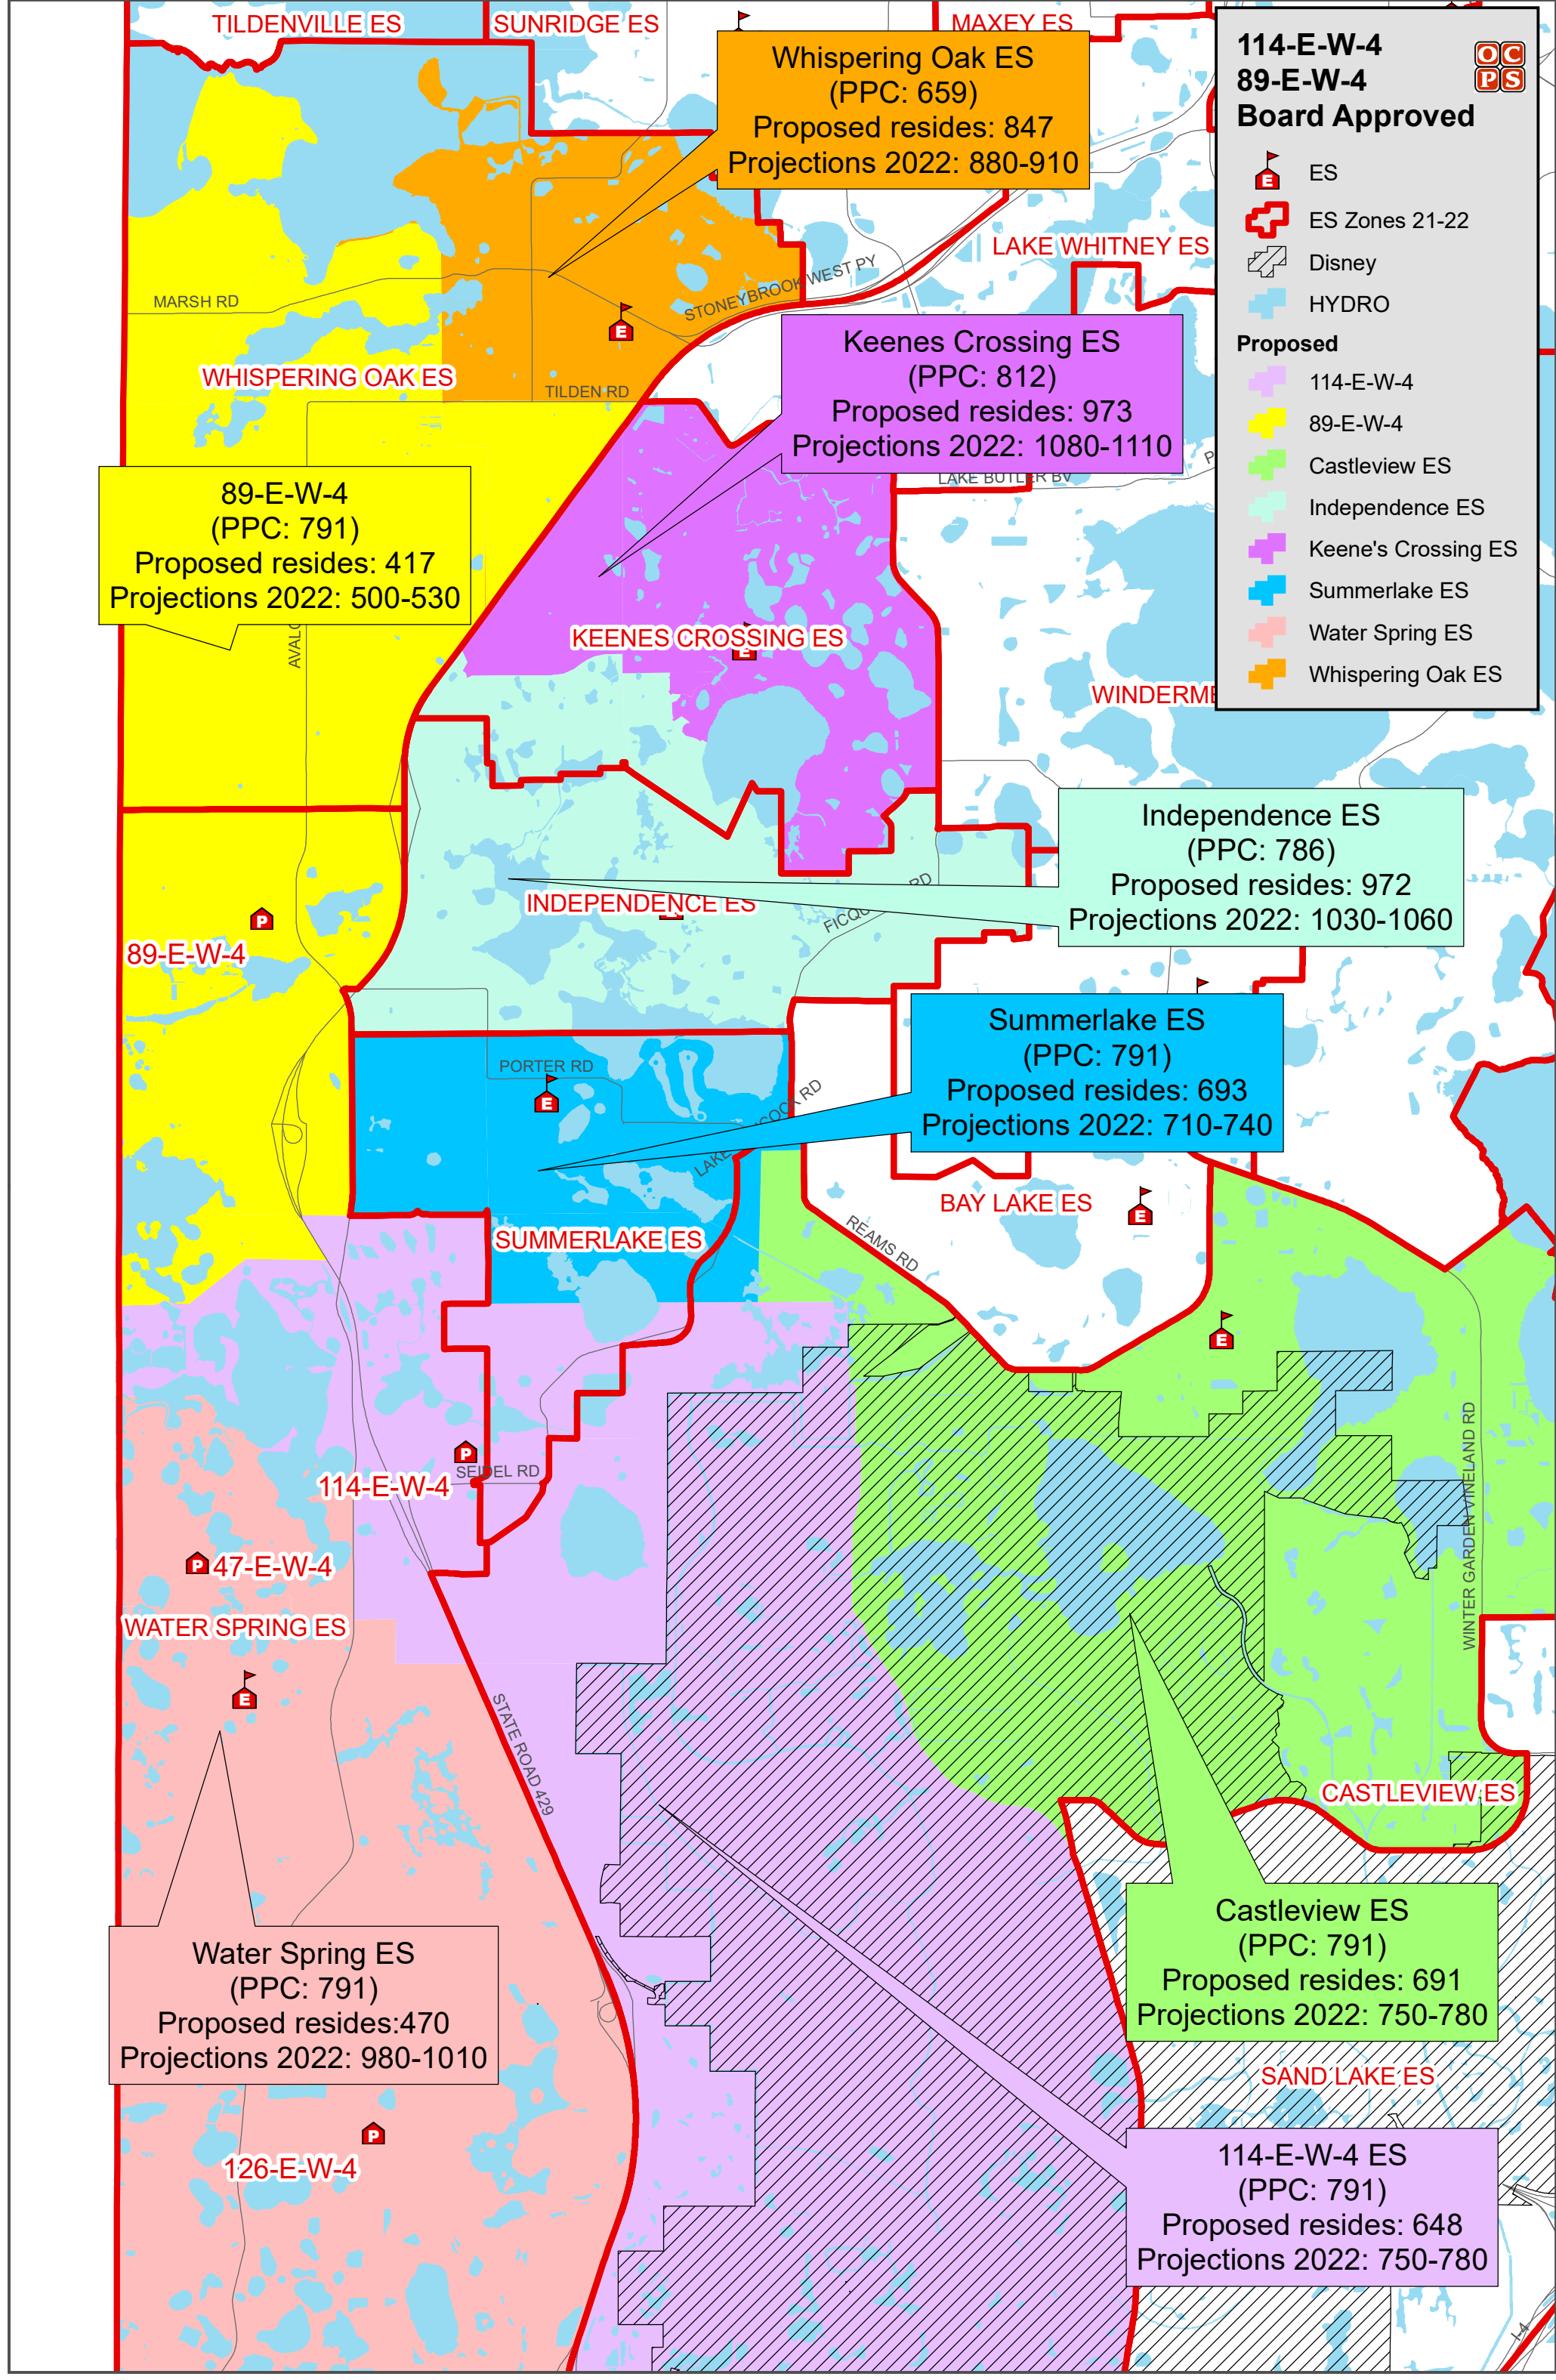 TILDENVILLE ES
SUNRIDGE ES
MAXEY ES
114-E-W-4
89-E-W-4
Board Approved
OC
PS
ES
ES Zones 21-22
Disney
HYDRO
Proposed
114-E-W-4
89-E-W-4
Castleview ES
Independence ES
Keene's Crossing ES
Summerlake ES
Water Spring ES
Whispering Oak ES
Whispering Oak ES
(PPC: 659)
Proposed resides: 847
Projections 2022: 880-910
LAKE WHITNEY ES
STONEYBROOK WEST PY
MARSH RD
E
WHISPERING OAK ES
TILDEN RD
Keenes Crossing ES
(PPC: 812)
Proposed resides: 973
Projections 2022: 1080-1110
LAKE BUTLER BV
89-E-W-4
(PPC: 791)
Proposed resides: 417
Projections 2022: 500-530
KEENES CROSSING ES
E
Independence ES
(PPC: 786)
Proposed resides: 972
Projections 2022: 1030-1060
INDEPENDENCE ES
RD
P
89-E-W-4
Summerlake ES
(PPC: 791)
Proposed resides: 693
Projections 2022: 710-740
PORTER RD
E
LAKE
RD
SUMMERLAKE ES
BAY LAKE ES
E
REAMS RD
E
P
SEIDEL RD
114-E-W-4
P
47-E-W-4
WATER SPRING ES
E
WINTER GARDEN VINELAND RD
STATE ROAD 429
CASTLEVIEW ES
Castleview ES
(PPC: 791)
Proposed resides: 691
Projections 2022: 750-780
Water Spring ES
(PPC: 791)
Proposed resides:470
Projections 2022: 980-1010
SAND LAKE ES
P
126-E-W-4
114-E-W-4 ES
(PPC: 791)
Proposed resides: 648
Projections 2022: 750-780
I-4